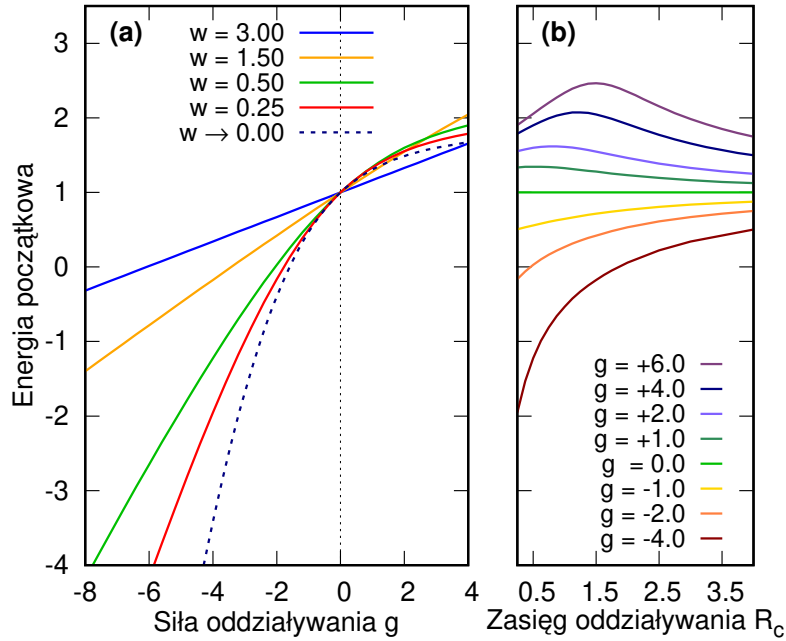 (a)
w = 3.00
w = 1.50
w = 0.50
w = 0.25
w → 0.00
3
2
1
0
-1
-2
-3
-4
Energia początkowa
-8 -6 -4 -2 0 2 4
Siła oddziaływania g
(b)
g = +6.0
g = +4.0
g = +2.0
g = +1.0
g = 0.0
g = -1.0
g = -2.0
g = -4.0
0.5 1.5 2.5 3.5
Zasięg oddziaływania Rc